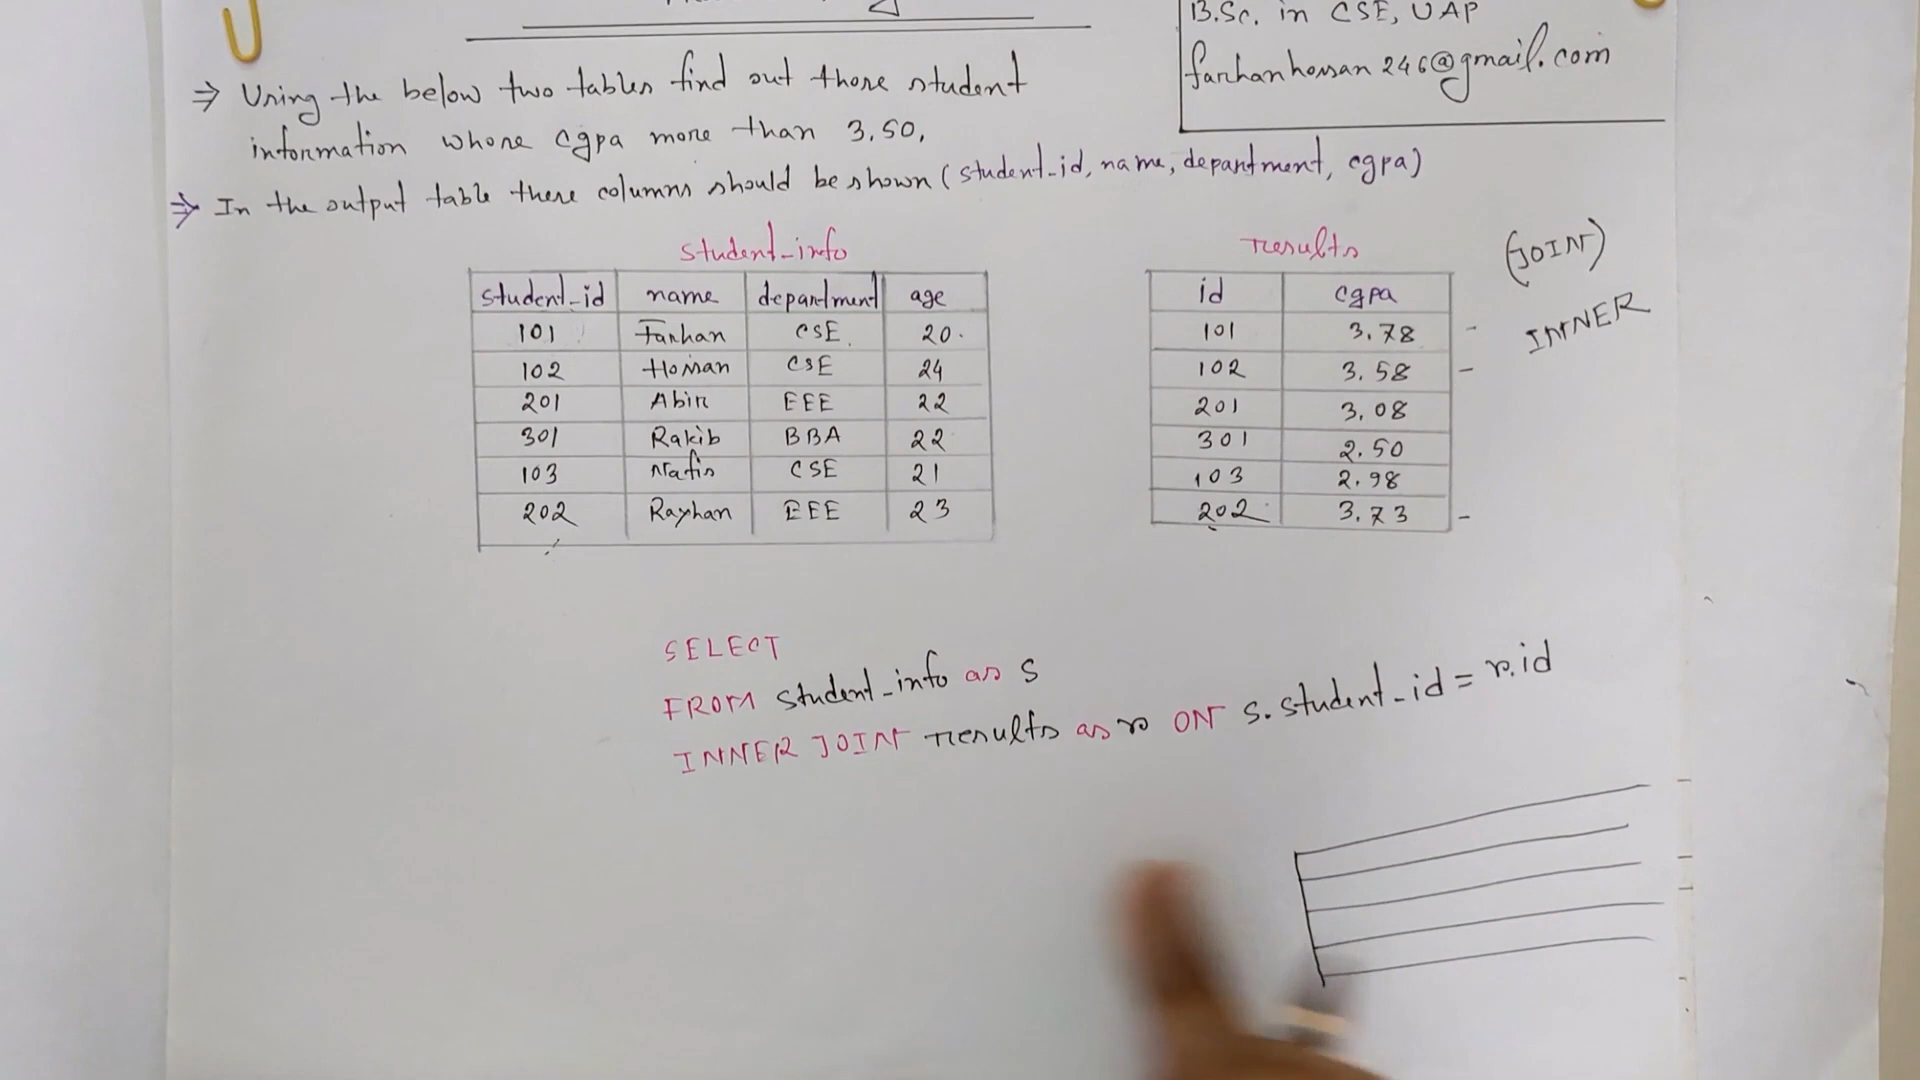 B.Sc. in CSE, UAP
farhanhossan246@gmail.com
⇒ Using the below two tables find out those student
information whose cgpa more than 3.50.
⇒ In the output table these columns should be shown (student_id, name, department, cgpa)
student_info
student_id name department age
101 Farhan CSE 20
102 Hossan CSE 24
201 Abir EEE 22
301 Rakib BBA 22
103 Nafis CSE 21
202 Rayhan EEE 23
results
id cgpa
101 3.78
102 3.58
201 3.08
301 2.50
103 2.98
202 3.73
(JOIN)
INNER
SELECT
FROM student_info as s
INNER JOIN results as r ON s.student_id = r.id